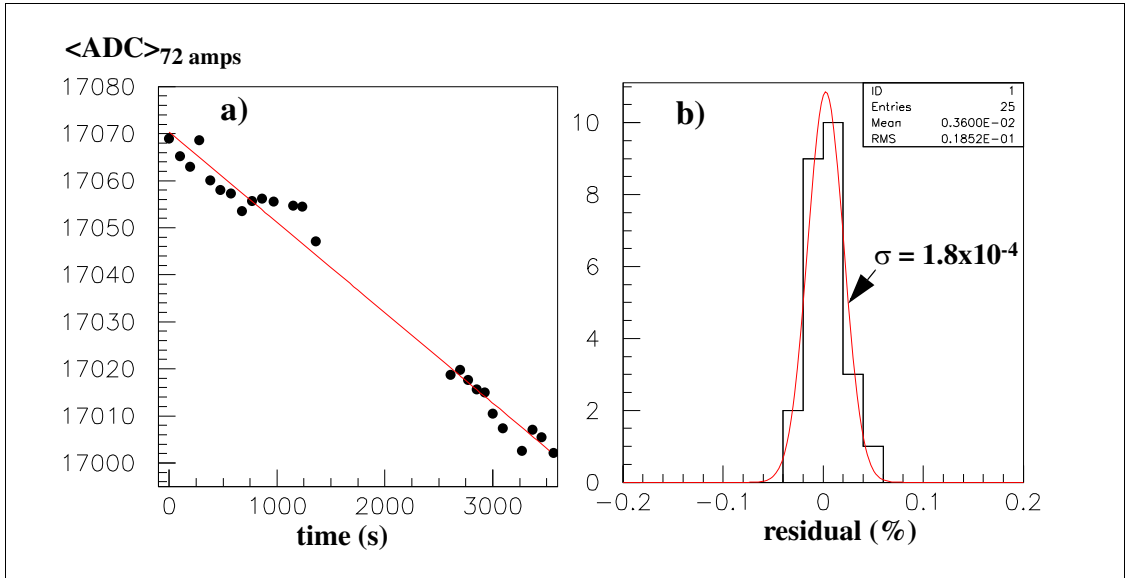 <ADC>72 amps
a)
17080
17070
17060
17050
17040
17030
17020
17010
17000
0 1000 2000 3000
time (s)
b)
ID 1
Entries 25
Mean 0.3600E-02
RMS 0.1852E-01
σ = 1.8x10-4
10
8
6
4
2
0
-0.2 -0.1 0 0.1 0.2
residual (%)